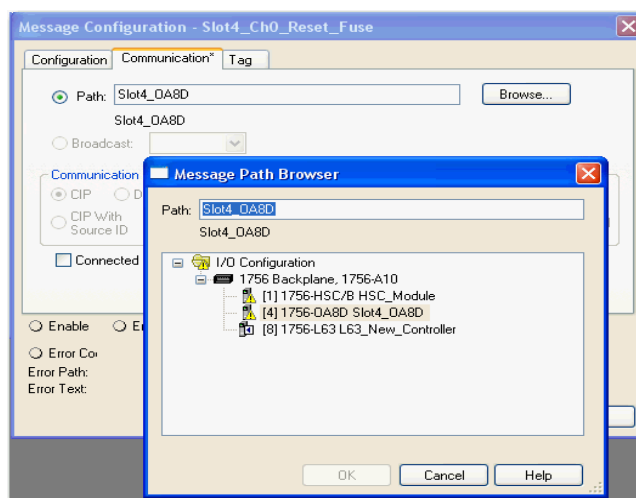 Message Configuration - Slot4_Ch0_Reset_Fuse
Configuration Communication* Tag
Path: Slot4_OA8D Browse...
Slot4_OA8D
Broadcast:
Communication
CIP
CIP With
Source ID
Connected
Enable
Error
Error Path:
Error Text:
Message Path Browser
Path: Slot4_OA8D
Slot4_OA8D
I/O Configuration
1756 Backplane, 1756-A10
[1] 1756-HSC/B HSC_Module
[4] 1756-OA8D Slot4_OA8D
[8] 1756-L63 L63_New_Controller
OK Cancel Help